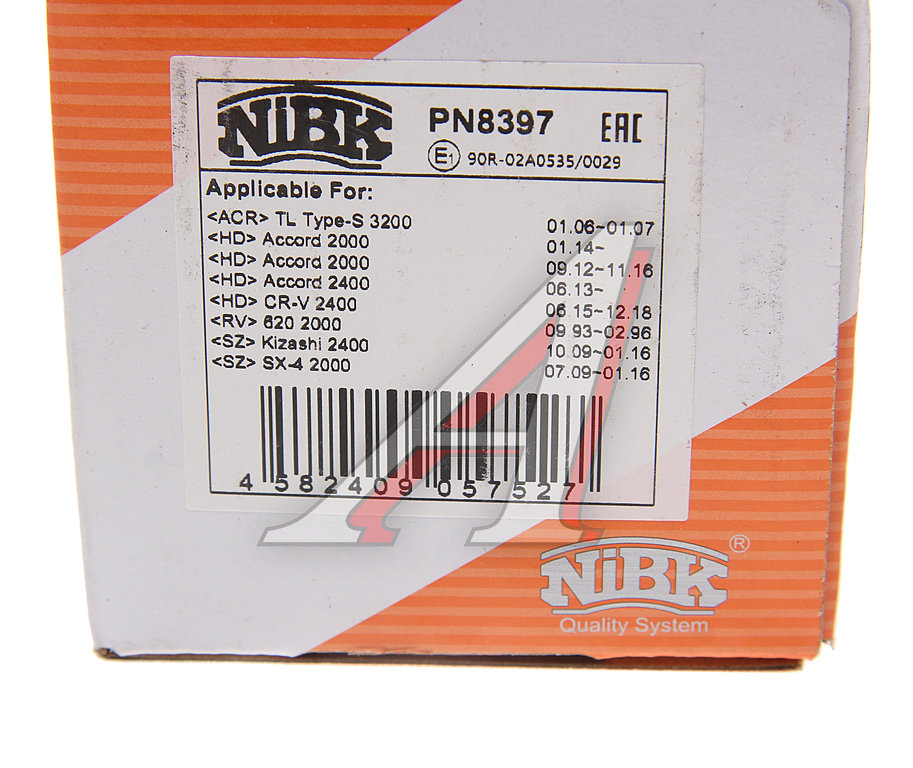 NiBK PN8397 EAC
E1 90R-02A0535/0029
Applicable For:
<ACR> TL Type-S 3200 01.06~01.07
<HD> Accord 2000 01.14~
<HD> Accord 2000 09.12~11.16
<HD> Accord 2400 06.13~
<HD> CR-V 2400 06.15~12.18
<RV> 620 2000 09.93~02.96
<SZ> Kizashi 2400 10.09~01.16
<SZ> SX-4 2000 07.09~01.16
4 582409 057527
NiBK ®
Quality System